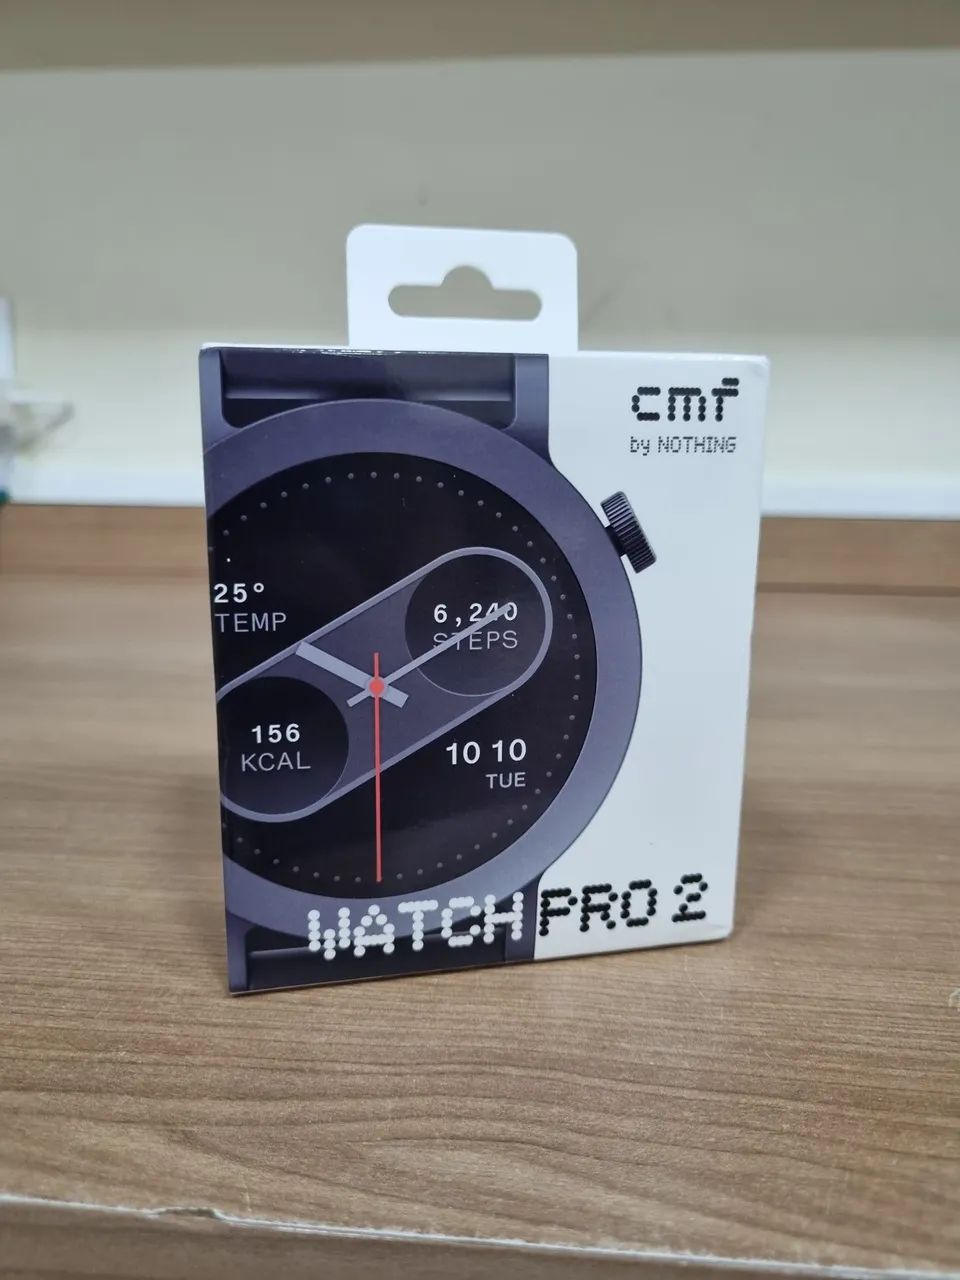 cmf
by NOTHING
25°
TEMP
6,240
STEPS
156
KCAL
10 10
TUE
WATCH PRO 2